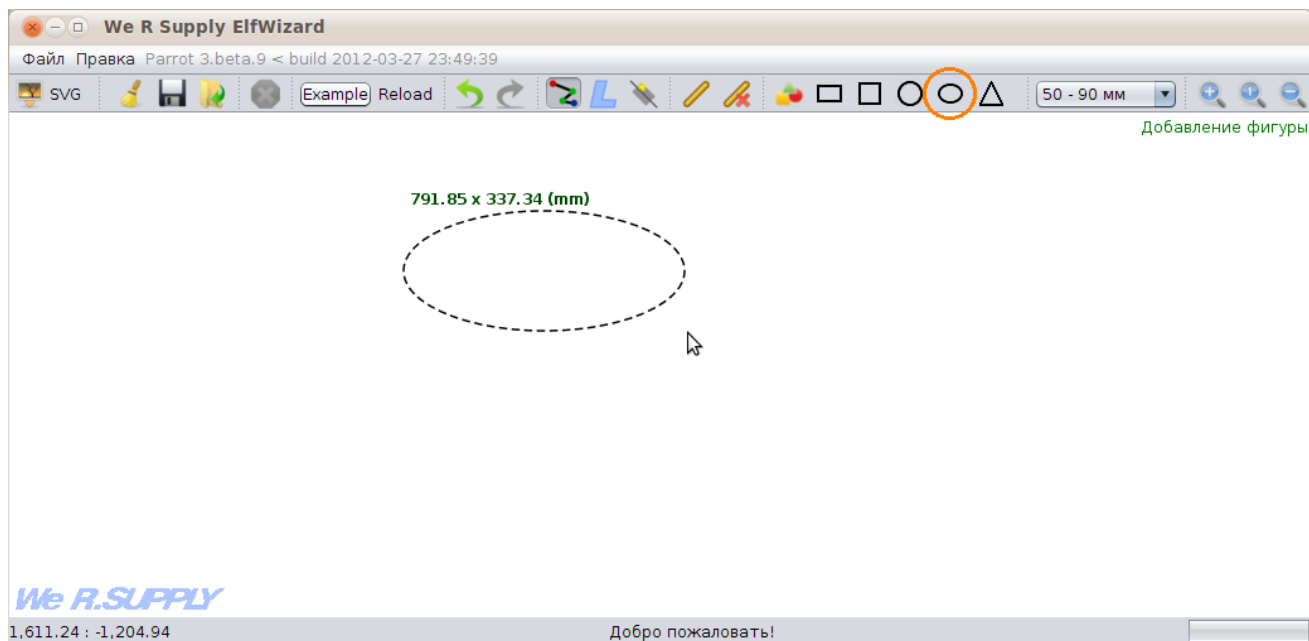 We R Supply ElfWizard
Файл Правка Parrot 3.beta.9 < build 2012-03-27 23:49:39
SVG Example Reload 50 - 90 мм
Добавление фигуры
791.85 x 337.34 (mm)
We R.SUPPLY
1,611.24 : -1,204.94 Добро пожаловать!